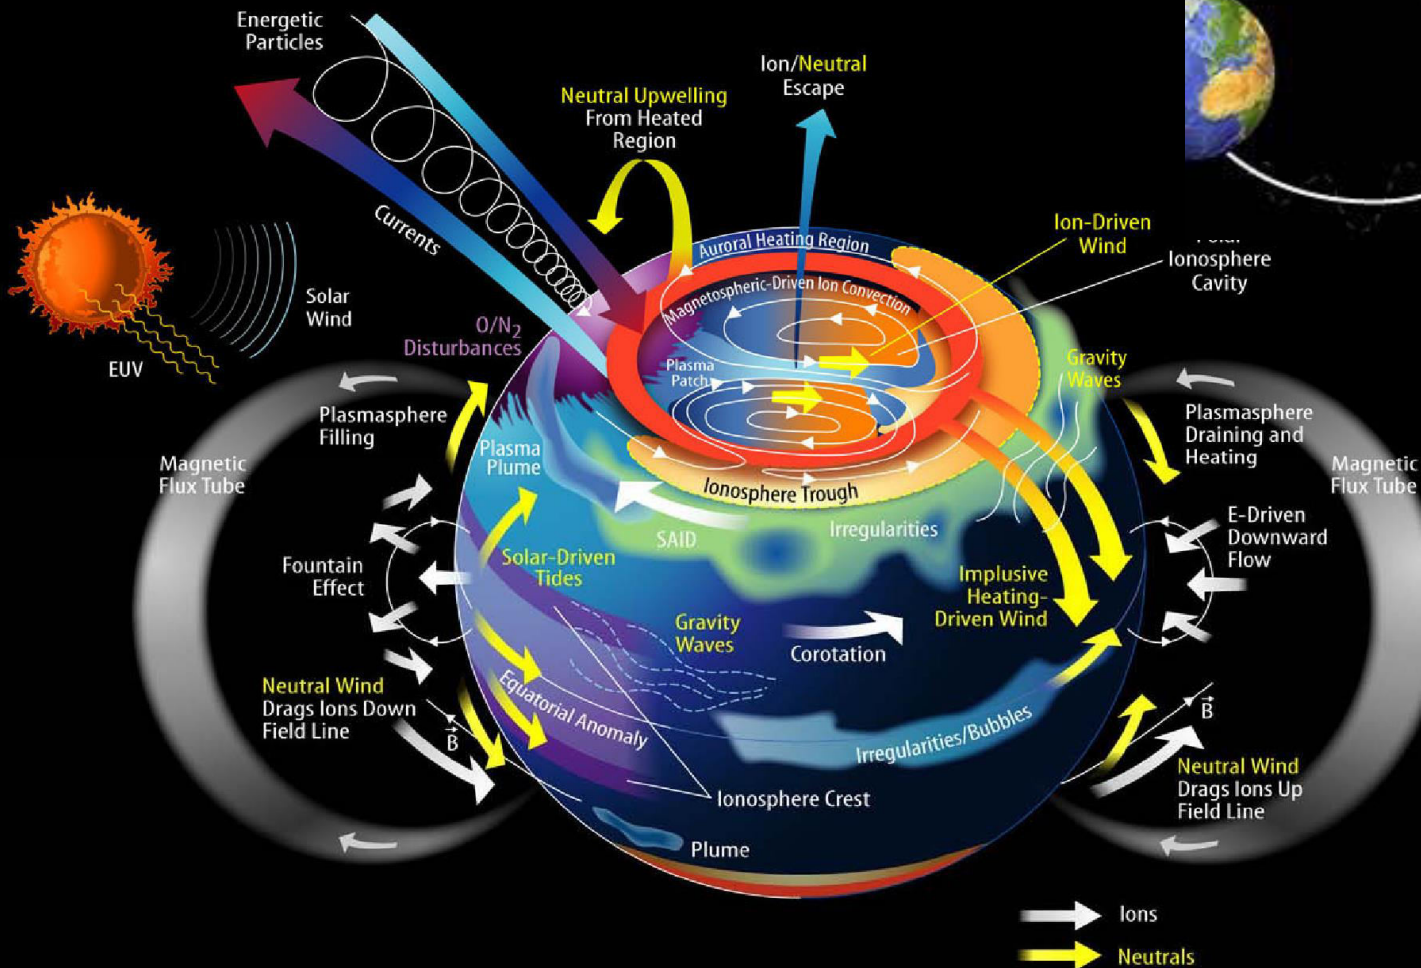 Energetic
Particles
Ion/Neutral
Escape
Neutral Upwelling
From Heated
Region
Currents
Ion-Driven
Wind
Auroral Heating Region
Ionosphere
Cavity
Solar
Wind
EUV
Magnetospheric-Driven Ion Convection
O/N2
Disturbances
Plasma
Patch
Gravity
Waves
Plasmasphere
Filling
Plasmasphere
Draining and
Heating
Magnetic
Flux Tube
Plasma
Plume
Magnetic
Flux Tube
Ionosphere Trough
SAID
Irregularities
E-Driven
Downward
Flow
Fountain
Effect
Solar-Driven
Tides
Implusive
Heating-
Driven Wind
Gravity
Waves
Corotation
Neutral Wind
Drags Ions Down
Field Line
B
Equatorial Anomaly
Irregularities/Bubbles
B
Neutral Wind
Drags Ions Up
Field Line
Ionosphere Crest
Plume
Ions
Neutrals